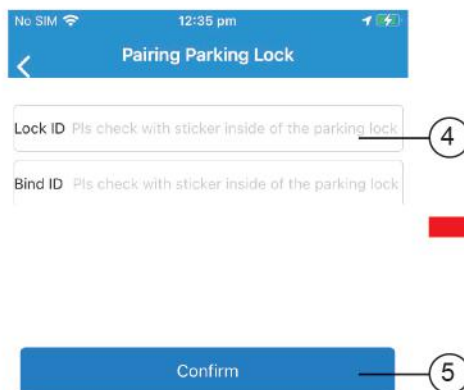 No SIM 12:35 pm
Pairing Parking Lock
Lock ID Pls check with sticker inside of the parking lock
4
Bind ID Pls check with sticker inside of the parking lock
Confirm
5